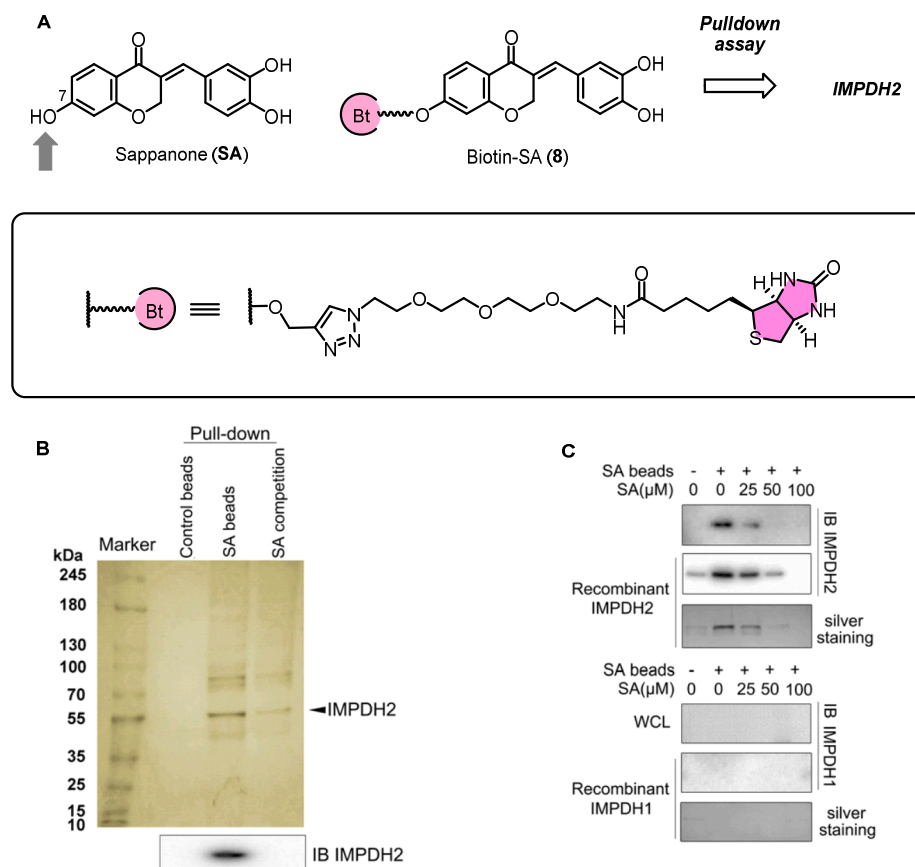 A
Pulldown
assay
IMPDH2
O
7
HO
O
OH
OH
Sappanone (SA)
O
Bt
O
O
OH
OH
Biotin-SA (8)
Bt
O
N
N
N
O
O
O
N
H
O
H
HN
O
NH
S
H
B
Pull-down
Control beads
SA beads
SA competition
kDa
Marker
245
180
130
100
70
55
35
25
15
10
IMPDH2
IB IMPDH2
C
SA beads - + + + +
SA(µM) 0 0 25 50 100
IB IMPDH2
Recombinant
IMPDH2
silver
staining
SA beads - + + + +
SA(µM) 0 0 25 50 100
WCL
IB IMPDH1
Recombinant
IMPDH1
silver
staining